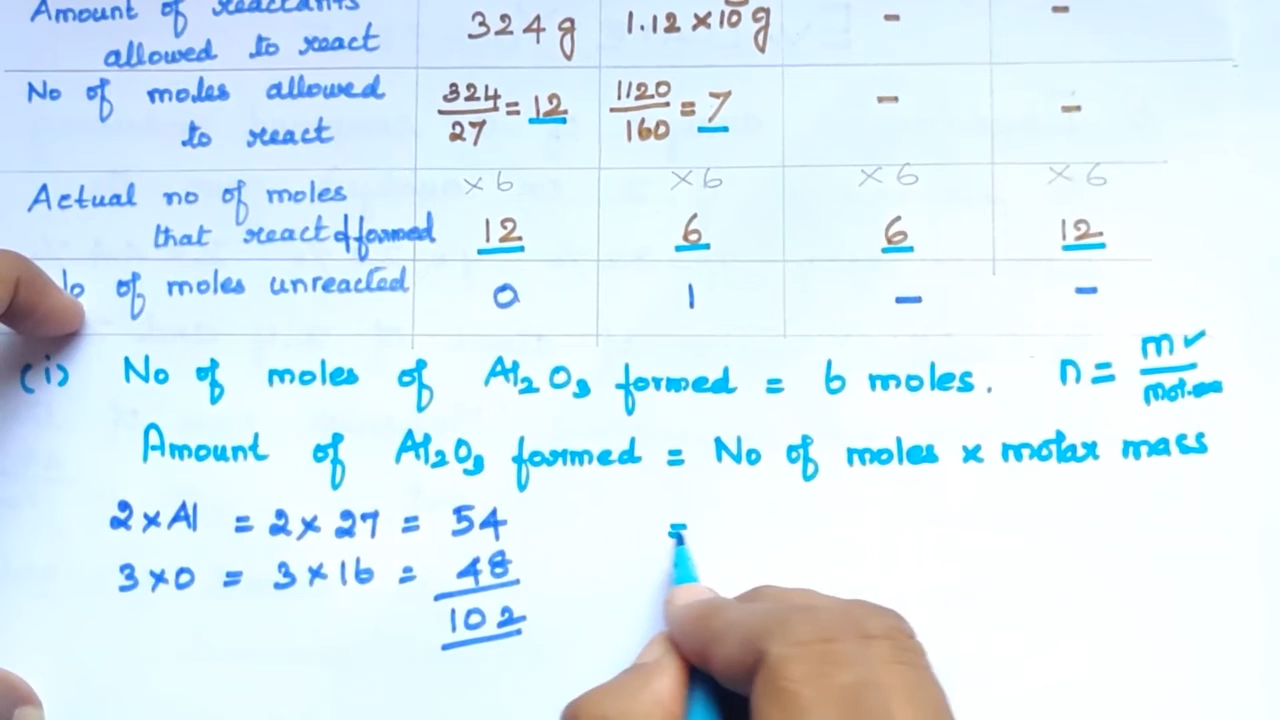 Amount of reactants
allowed to react 324 g 1.12 × 10 g - -
No of moles allowed
to react 324/27 = 12 1120/160 = 7 - -
×6 ×6 ×6 ×6
Actual no of moles
that react & formed 12 6 6 12
of moles unreacted 0 1 - -
(i) No of moles of Al₂O₃ formed = 6 moles. n = m/
Amount of Al₂O₃ formed = No of moles × molar mass
2 × Al = 2 × 27 = 54 =
3 × O = 3 × 16 = 48
102